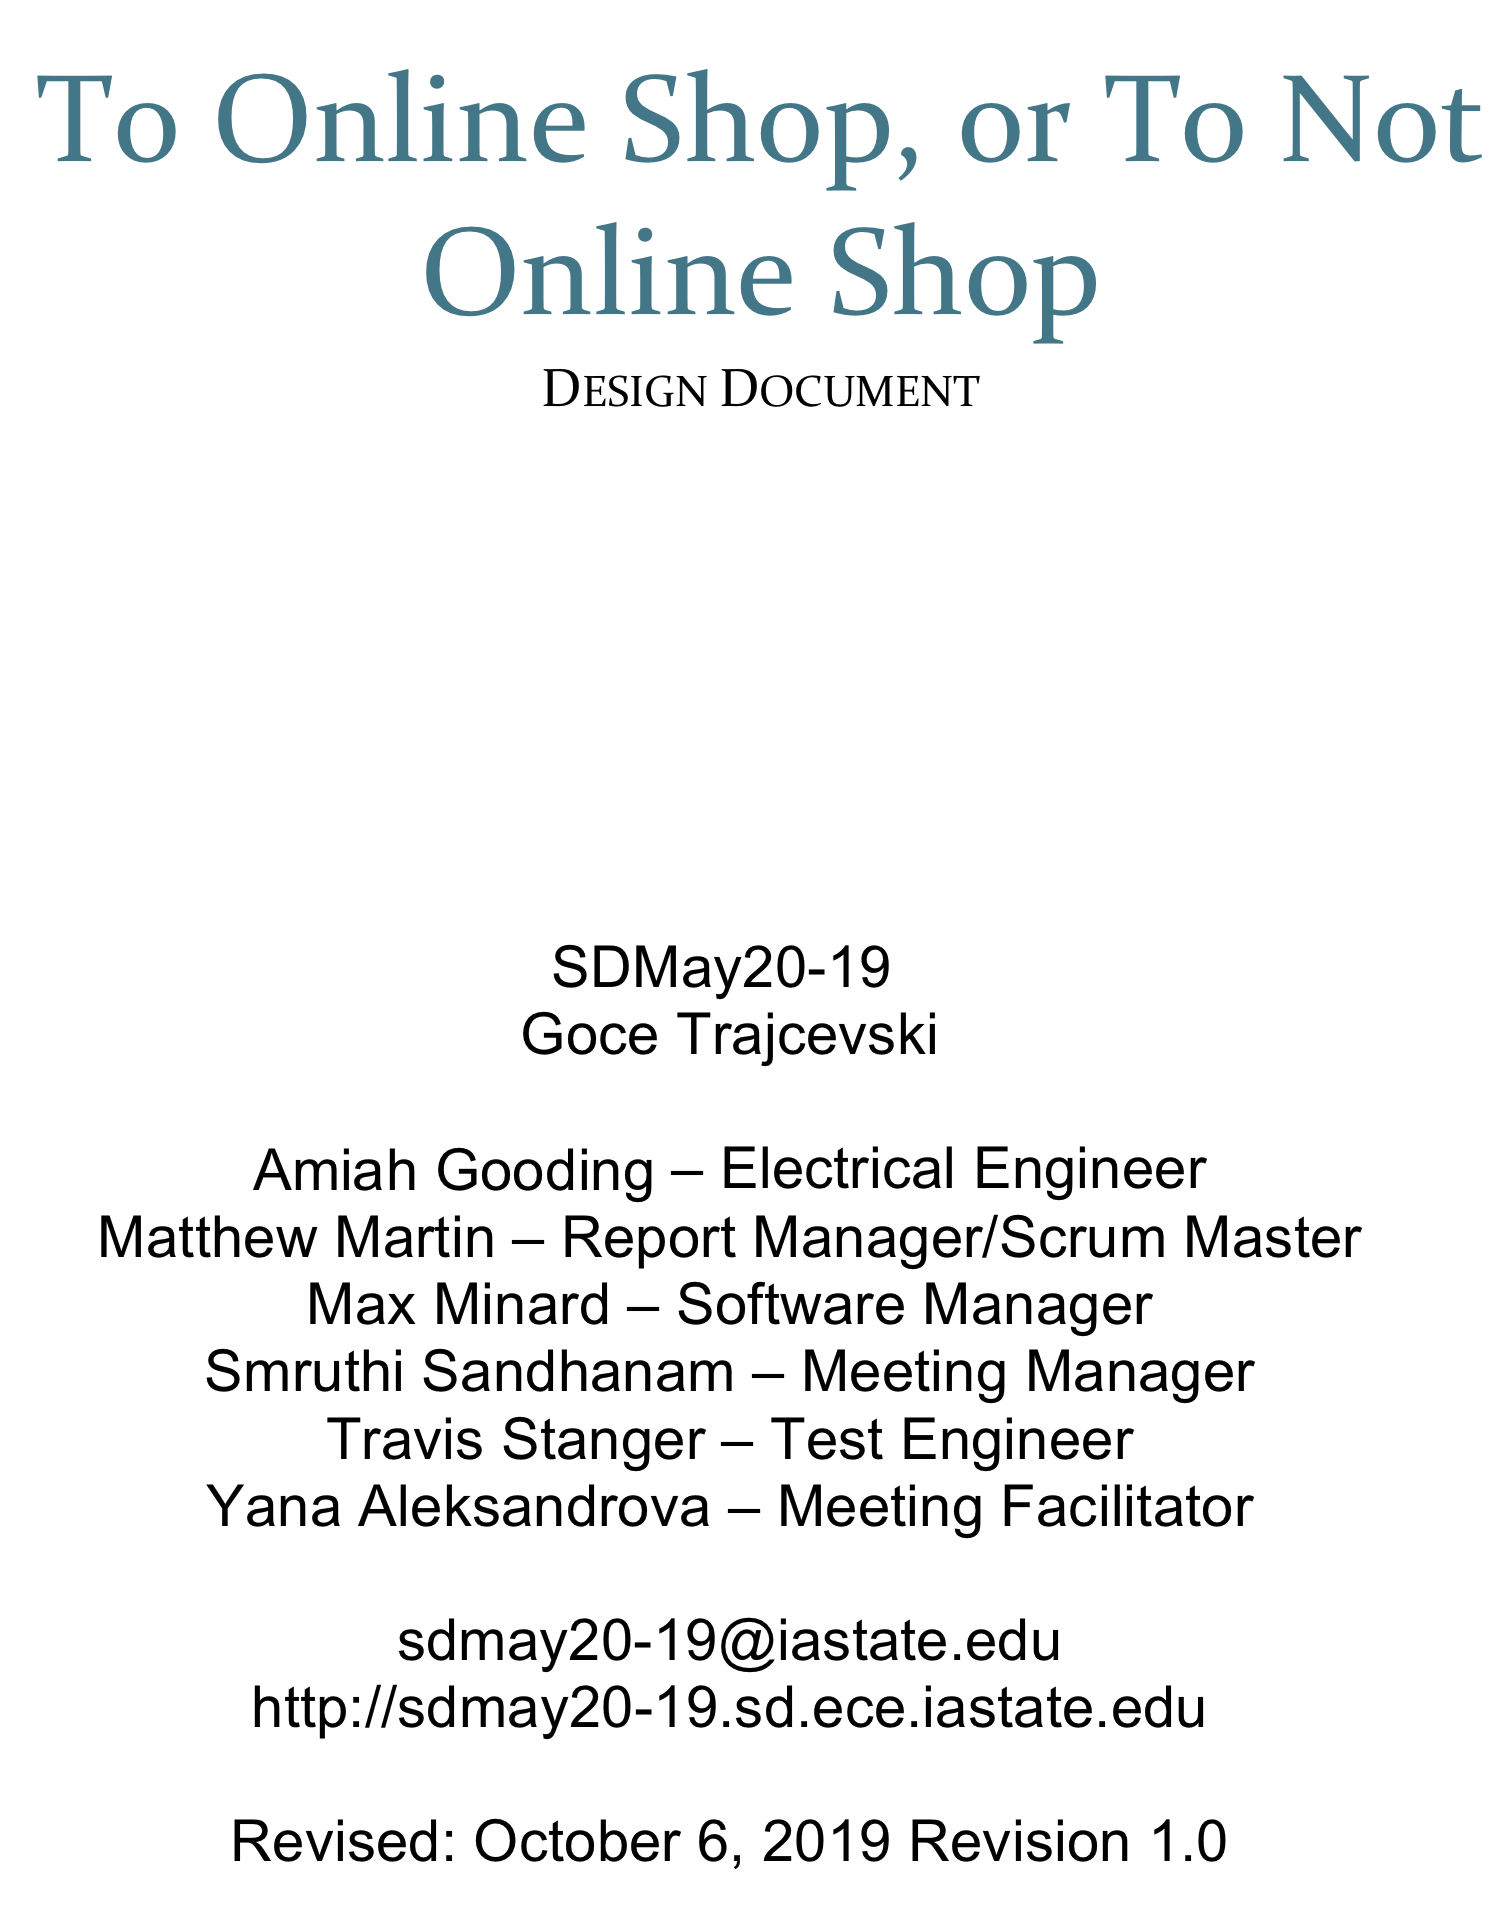 To Online Shop, or To Not
Online Shop
DESIGN DOCUMENT
SDMay20-19
Goce Trajcevski
Amiah Gooding – Electrical Engineer
Matthew Martin – Report Manager/Scrum Master
Max Minard – Software Manager
Smruthi Sandhanam – Meeting Manager
Travis Stanger – Test Engineer
Yana Aleksandrova – Meeting Facilitator
sdmay20-19@iastate.edu
http://sdmay20-19.sd.ece.iastate.edu
Revised: October 6, 2019 Revision 1.0